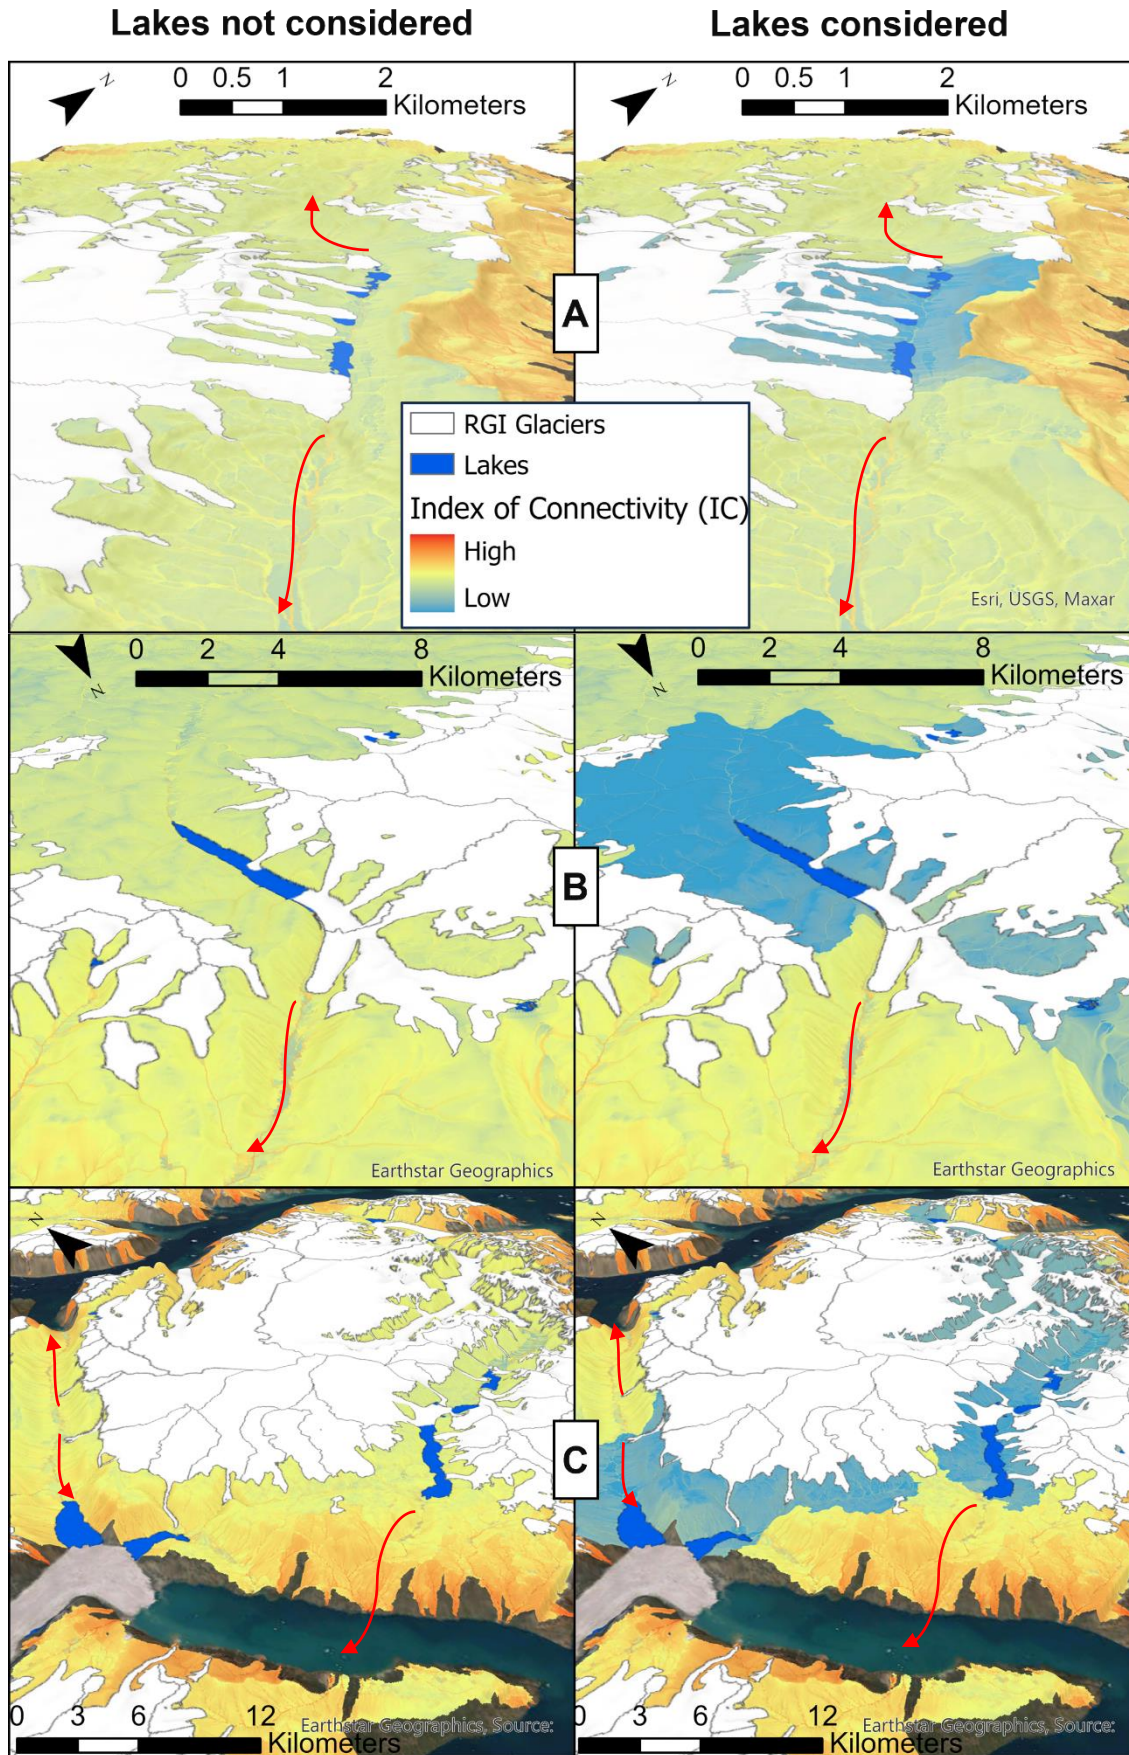 Lakes not considered
Lakes considered
N
0 0.5 1 2
Kilometers
N
0 0.5 1 2
Kilometers
A
RGI Glaciers
Lakes
Index of Connectivity (IC)
High
Low
Esri, USGS, Maxar
N
0 2 4 8
Kilometers
N
0 2 4 8
Kilometers
B
Earthstar Geographics
Earthstar Geographics
N
N
C
0 3 6 12
Earthstar Geographics, Source:
Kilometers
0 3 6 12
Earthstar Geographics, Source:
Kilometers